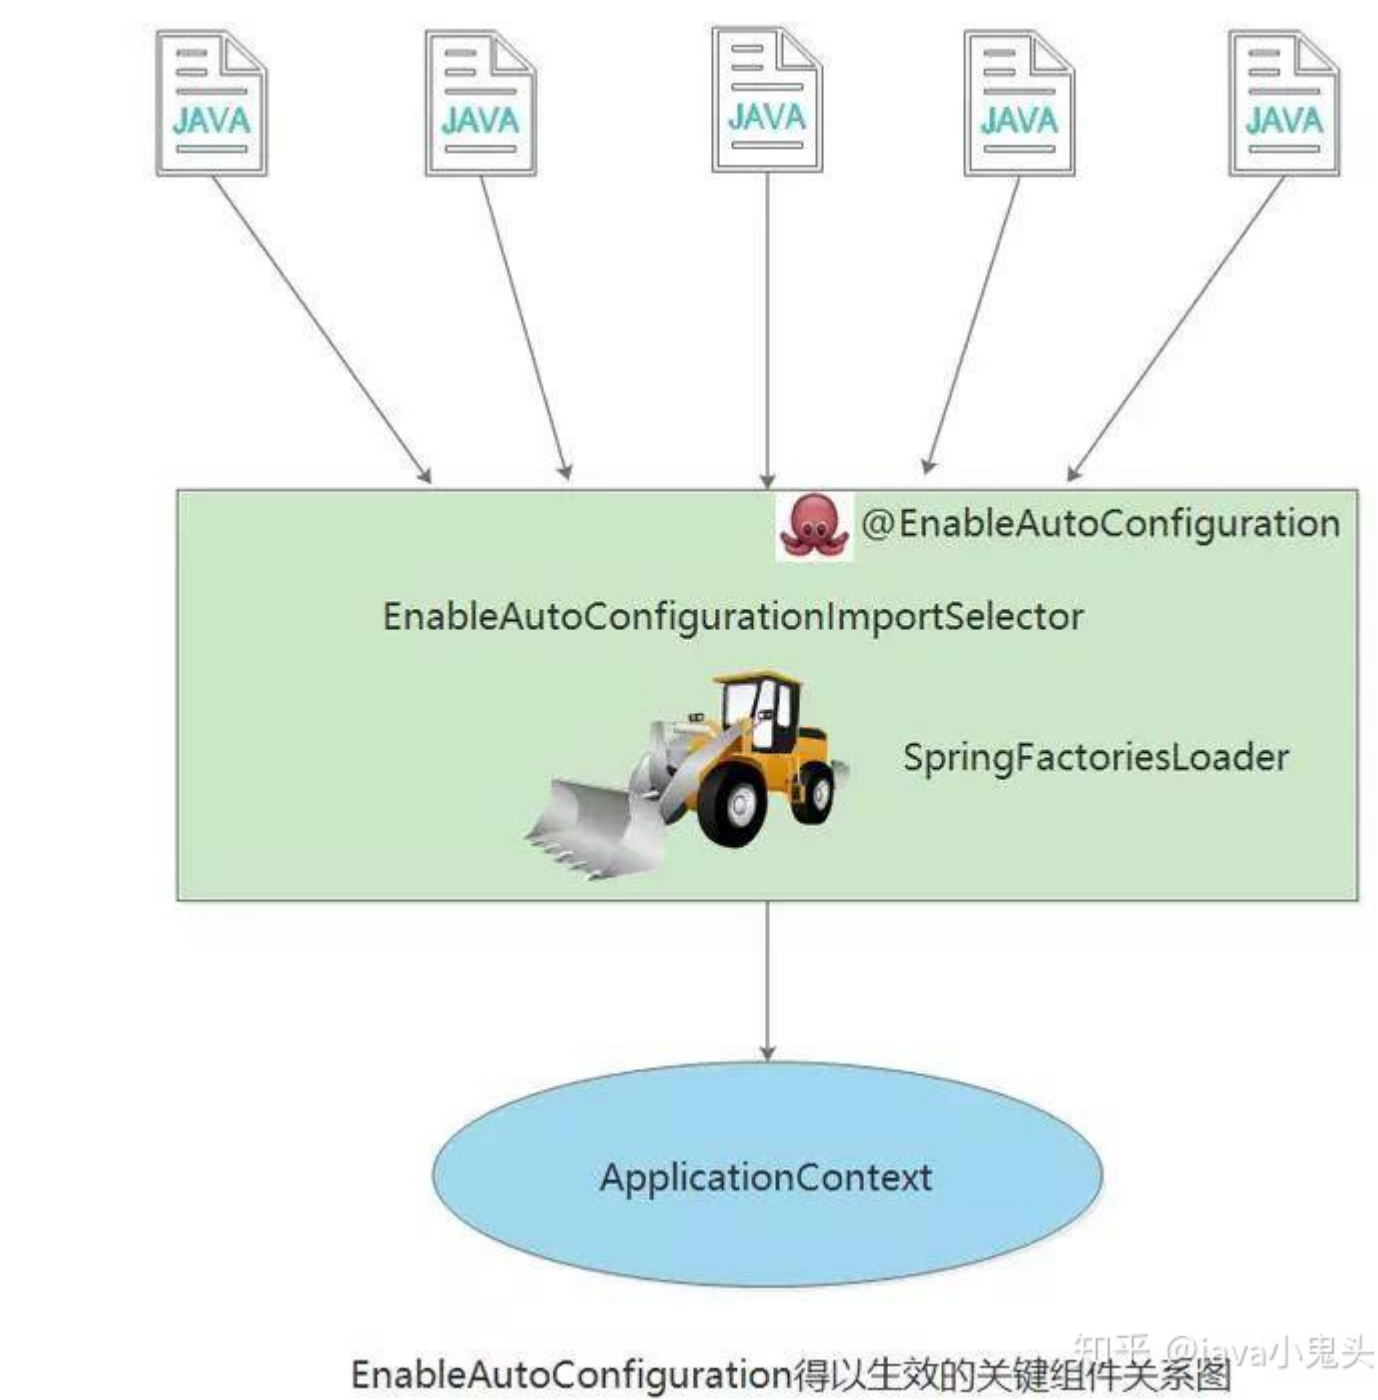 JAVA
JAVA
JAVA
JAVA
JAVA
@EnableAutoConfiguration
EnableAutoConfigurationImportSelector
SpringFactoriesLoader
ApplicationContext
知乎 @java小鬼头
EnableAutoConfiguration得以生效的关键组件关系图